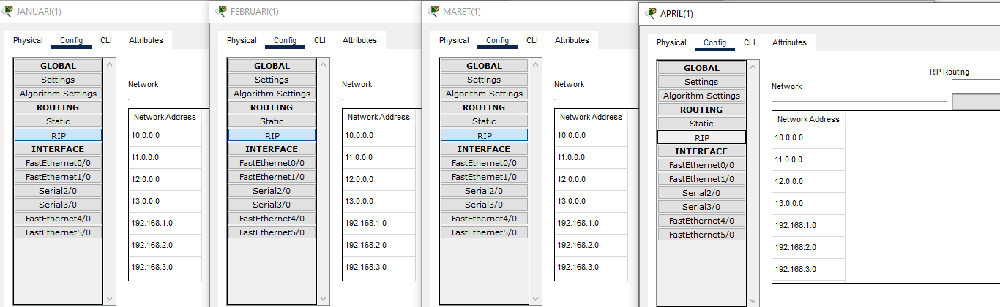 JANUARI(1)
Physical Config CLI Attributes
GLOBAL
Settings
Algorithm Settings
ROUTING
Static
RIP
INTERFACE
FastEthernet0/0
FastEthernet1/0
Serial2/0
Serial3/0
FastEthernet4/0
FastEthernet5/0
Network
Network Address
10.0.0.0
11.0.0.0
12.0.0.0
13.0.0.0
192.168.1.0
192.168.2.0
192.168.3.0
FEBRUARI(1)
Physical Config CLI Attributes
GLOBAL
Settings
Algorithm Settings
ROUTING
Static
RIP
INTERFACE
FastEthernet0/0
FastEthernet1/0
Serial2/0
Serial3/0
FastEthernet4/0
FastEthernet5/0
Network
Network Address
10.0.0.0
11.0.0.0
12.0.0.0
13.0.0.0
192.168.1.0
192.168.2.0
192.168.3.0
MARET(1)
Physical Config CLI Attributes
GLOBAL
Settings
Algorithm Settings
ROUTING
Static
RIP
INTERFACE
FastEthernet0/0
FastEthernet1/0
Serial2/0
Serial3/0
FastEthernet4/0
FastEthernet5/0
Network
Network Address
10.0.0.0
11.0.0.0
12.0.0.0
13.0.0.0
192.168.1.0
192.168.2.0
192.168.3.0
APRIL(1)
Physical Config CLI Attributes
GLOBAL
Settings
Algorithm Settings
ROUTING
Static
RIP
INTERFACE
FastEthernet0/0
FastEthernet1/0
Serial2/0
Serial3/0
FastEthernet4/0
FastEthernet5/0
RIP Routing
Network
Network Address
10.0.0.0
11.0.0.0
12.0.0.0
13.0.0.0
192.168.1.0
192.168.2.0
192.168.3.0